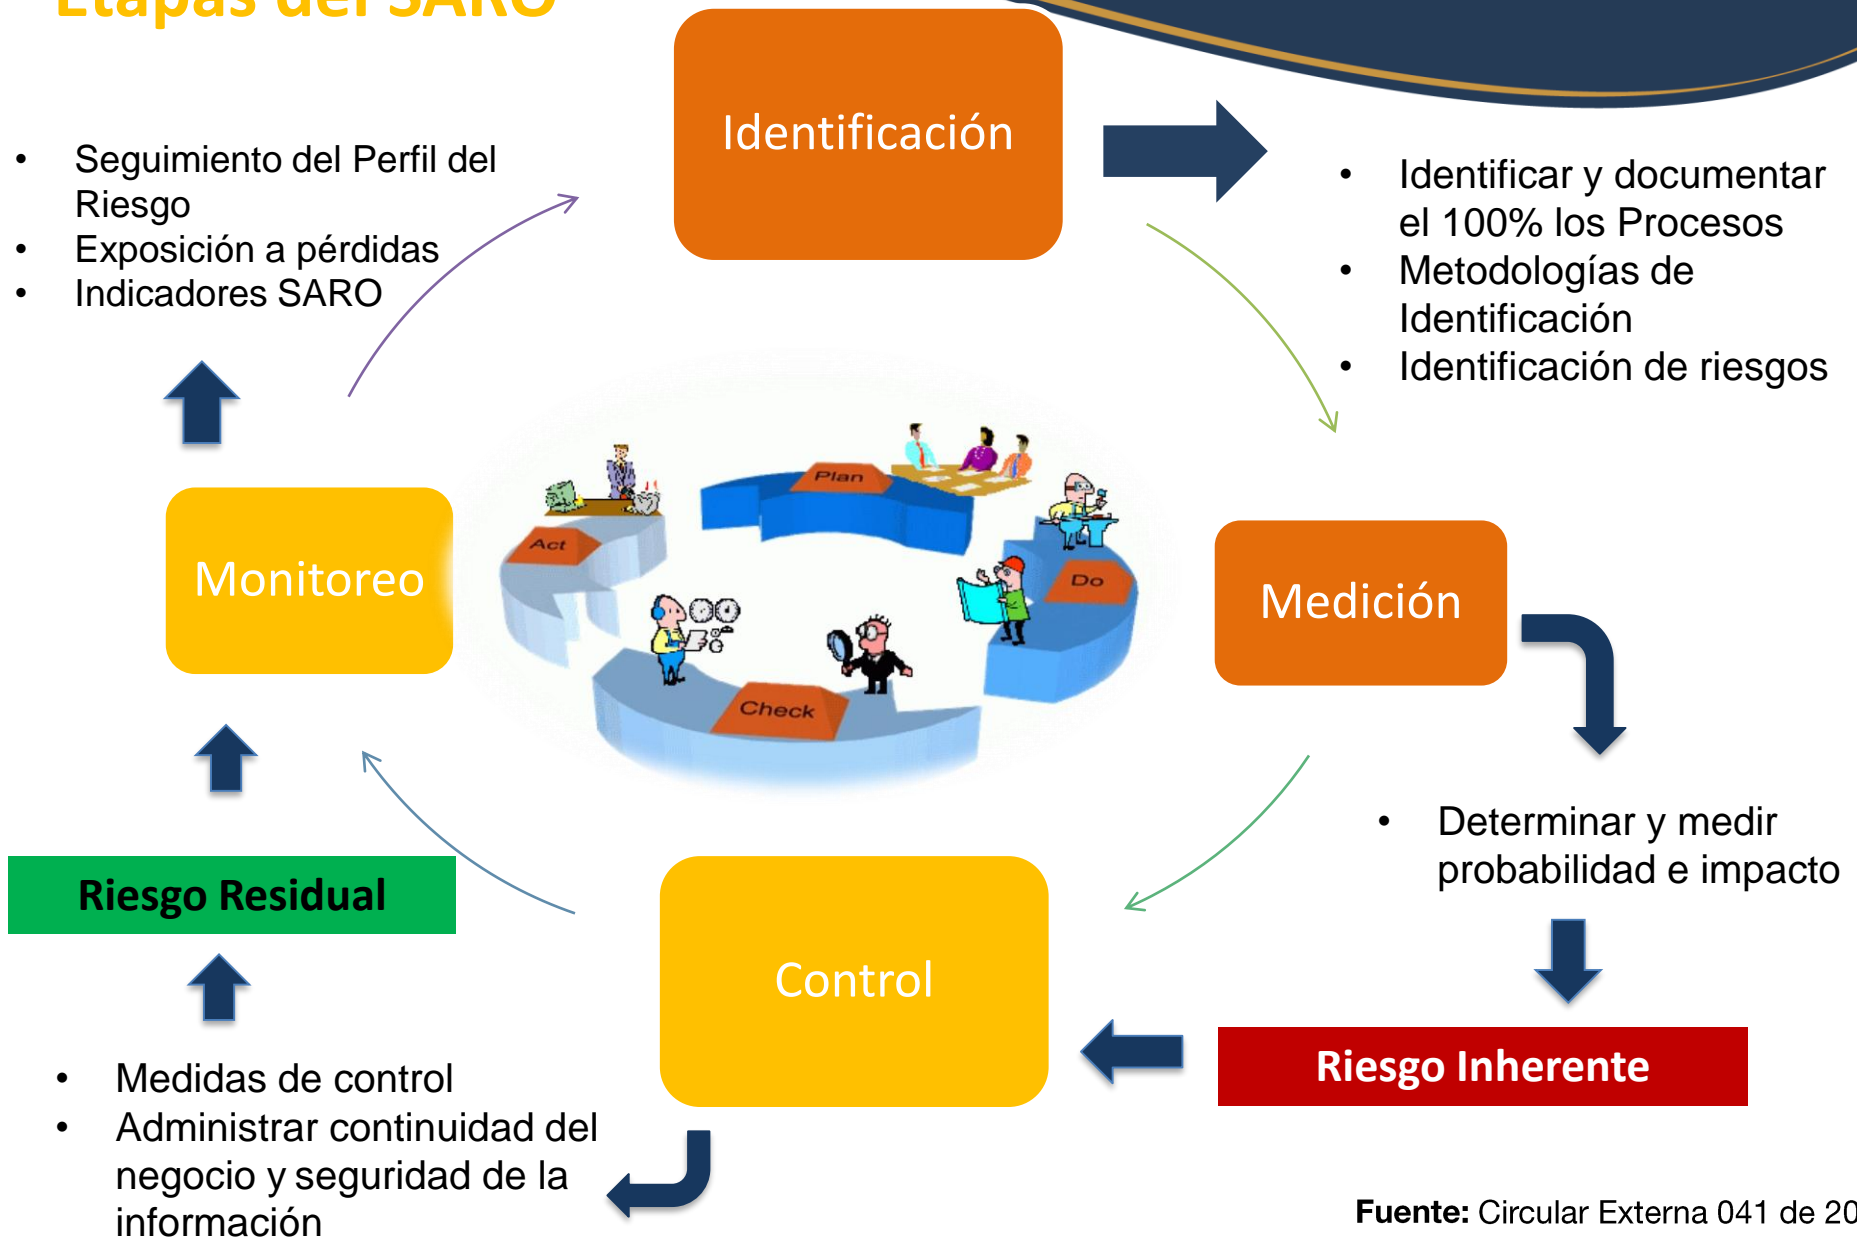 Etapas del SARO
Identificación
• Seguimiento del Perfil del
Riesgo
• Exposición a pérdidas
• Indicadores SARO
• Identificar y documentar
el 100% los Procesos
• Metodologías de
Identificación
• Identificación de riesgos
Plan
Act
Do
Check
Monitoreo
Medición
• Determinar y medir
probabilidad e impacto
Riesgo Residual
Control
Riesgo Inherente
• Medidas de control
• Administrar continuidad del
negocio y seguridad de la
información
Fuente: Circular Externa 041 de 20